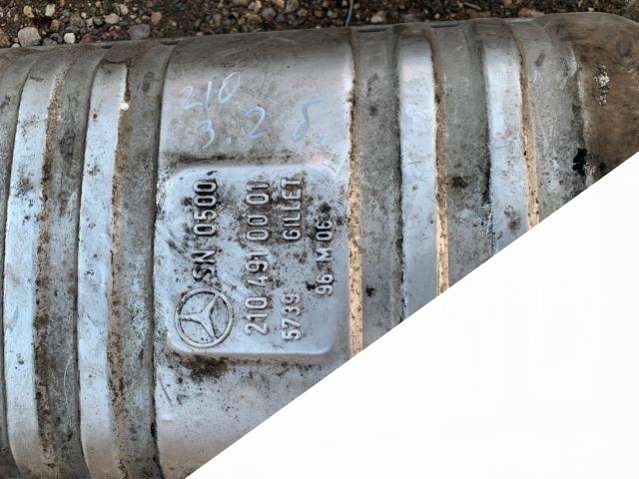 210
3.2 б.
SN 0500
210 491 00 01
5739 GILLET
96 M 06